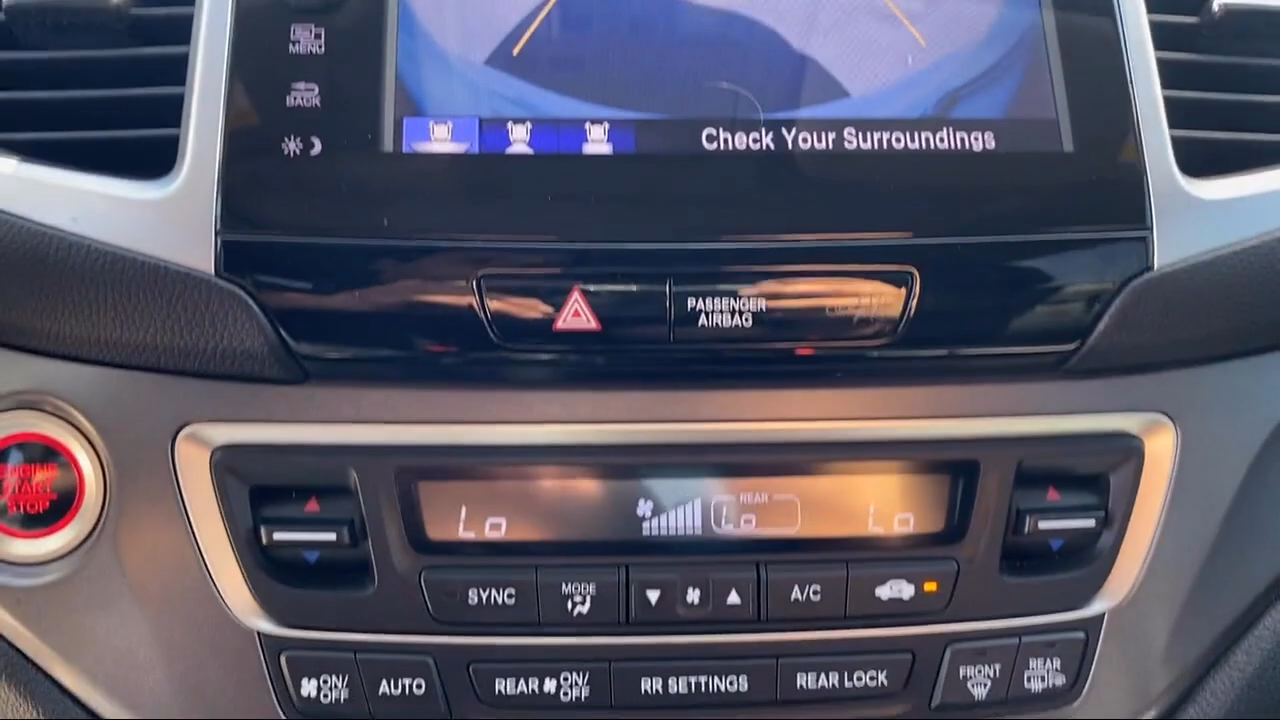 MENU
BACK
Check Your Surroundings
PASSENGER
AIRBAG
ENGINE
START
STOP
Lo
REAR
Lo
Lo
SYNC
MODE
A/C
ON/
OFF
AUTO
REAR ON/
OFF
RR SETTINGS
REAR LOCK
FRONT
REAR